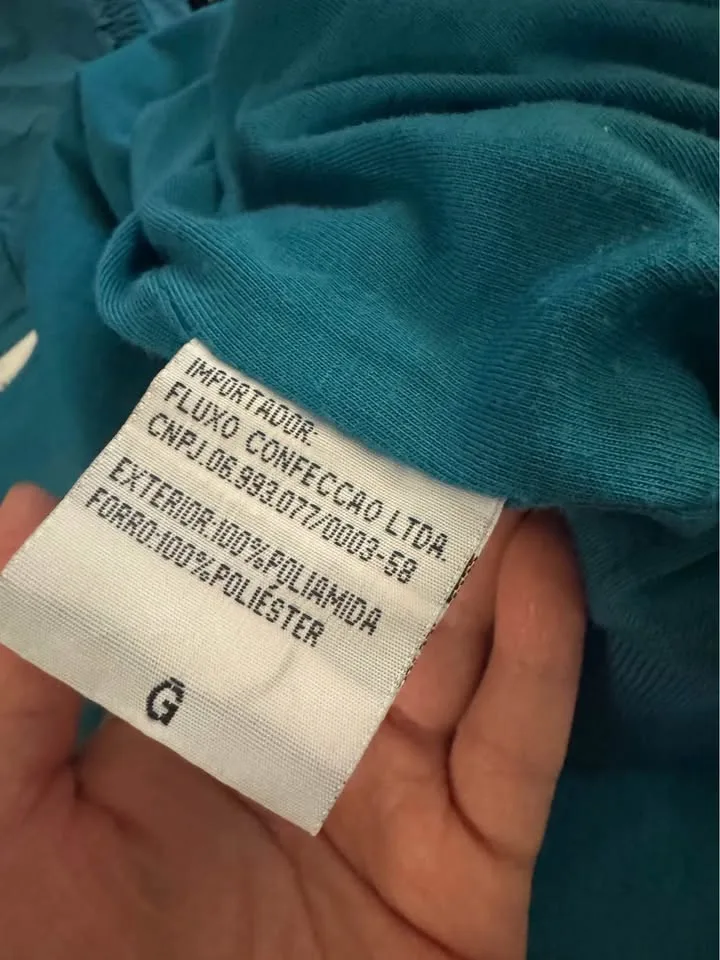 IMPORTADOR:
FLUXO CONFECCAO LTDA.
CNPJ.06.993.077/0003-58
EXTERIOR:100%POLIAMIDA
FORRO:100%POLIÉSTER
G